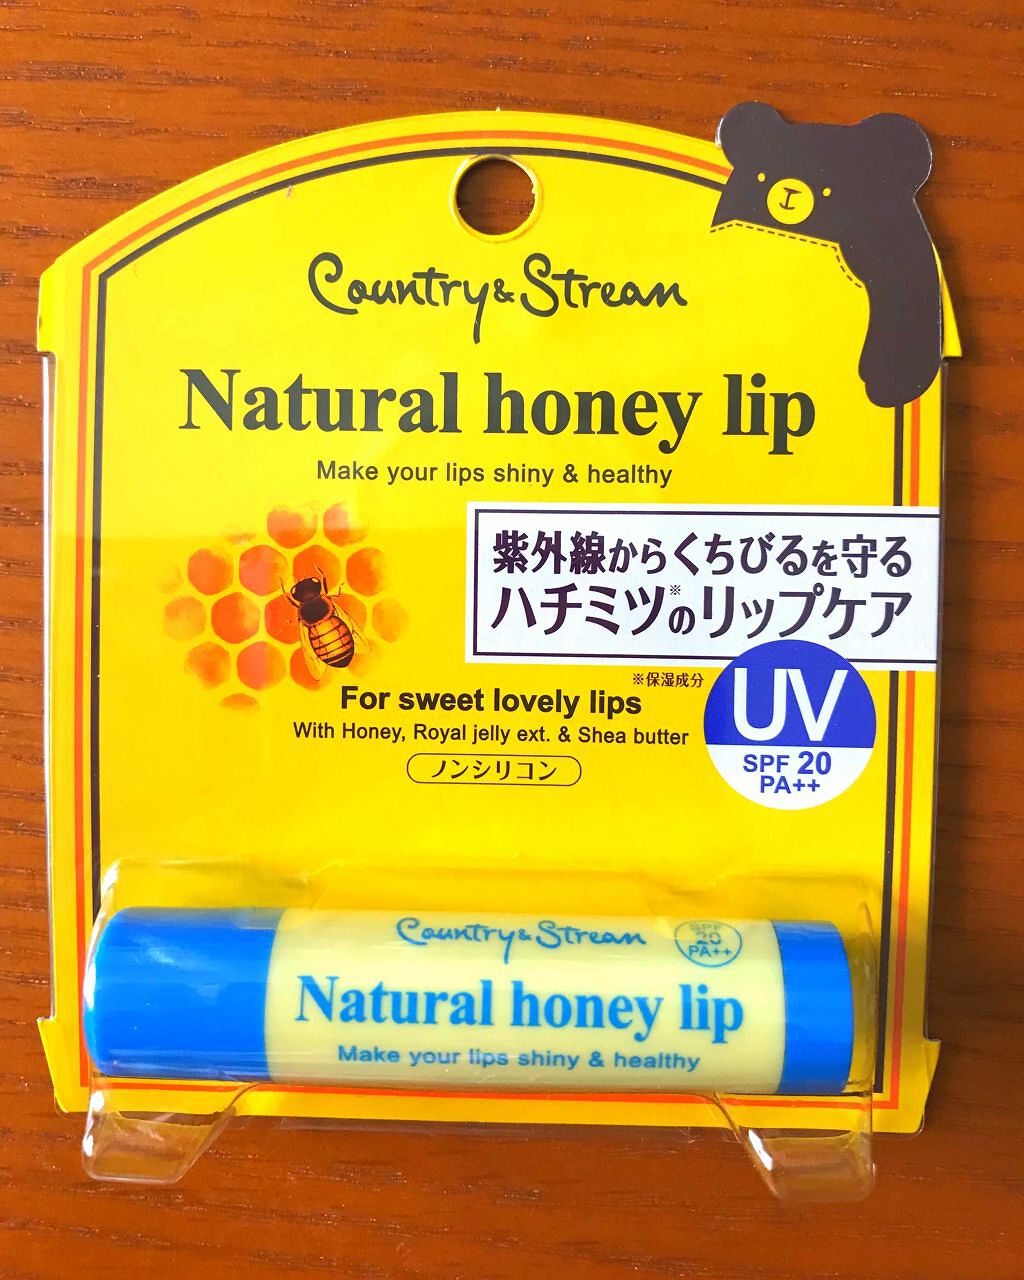 Country & Stream
Natural honey lip
Make your lips shiny & healthy
紫外線からくちびるを守る
ハチミツ※のリップケア
※保湿成分
UV
SPF 20
PA++
For sweet lovely lips
With Honey, Royal jelly ext. & Shea butter
ノンシリコン
Country & Stream
SPF
20
PA++
Natural honey lip
Make your lips shiny & healthy